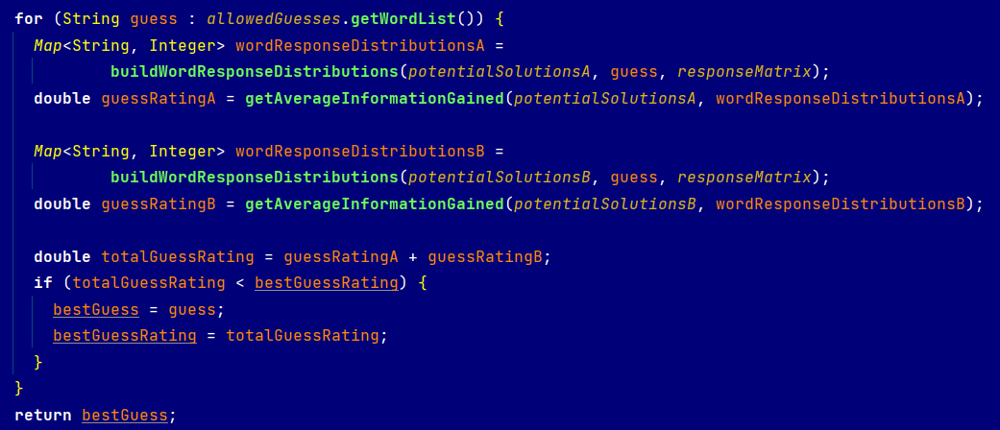 for (String guess : allowedGuesses.getWordList()) {
Map<String, Integer> wordResponseDistributionsA =
buildWordResponseDistributions(potentialSolutionsA, guess, responseMatrix);
double guessRatingA = getAverageInformationGained(potentialSolutionsA, wordResponseDistributionsA);
Map<String, Integer> wordResponseDistributionsB =
buildWordResponseDistributions(potentialSolutionsB, guess, responseMatrix);
double guessRatingB = getAverageInformationGained(potentialSolutionsB, wordResponseDistributionsB);
double totalGuessRating = guessRatingA + guessRatingB;
if (totalGuessRating < bestGuessRating) {
bestGuess = guess;
bestGuessRating = totalGuessRating;
}
}
return bestGuess;